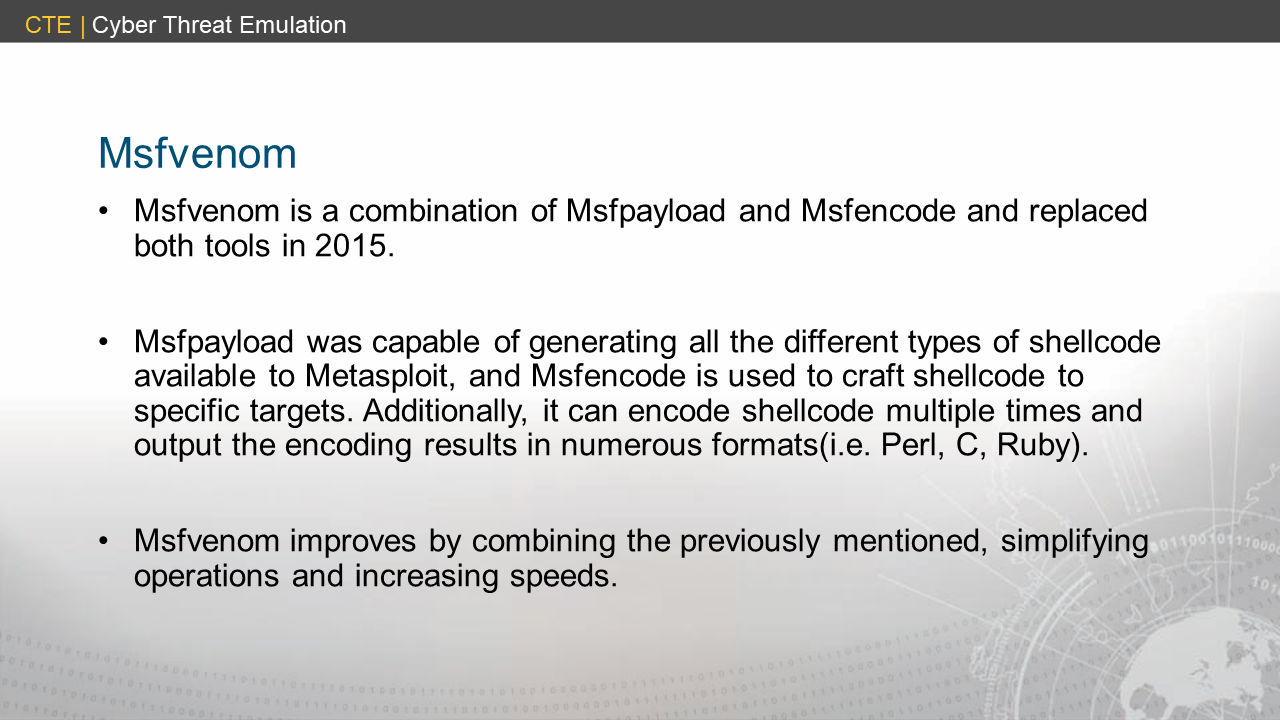 CTE | Cyber Threat Emulation
Msfvenom
• Msfvenom is a combination of Msfpayload and Msfencode and replaced
both tools in 2015.
• Msfpayload was capable of generating all the different types of shellcode
available to Metasploit, and Msfencode is used to craft shellcode to
specific targets. Additionally, it can encode shellcode multiple times and
output the encoding results in numerous formats(i.e. Perl, C, Ruby).
• Msfvenom improves by combining the previously mentioned, simplifying
operations and increasing speeds.